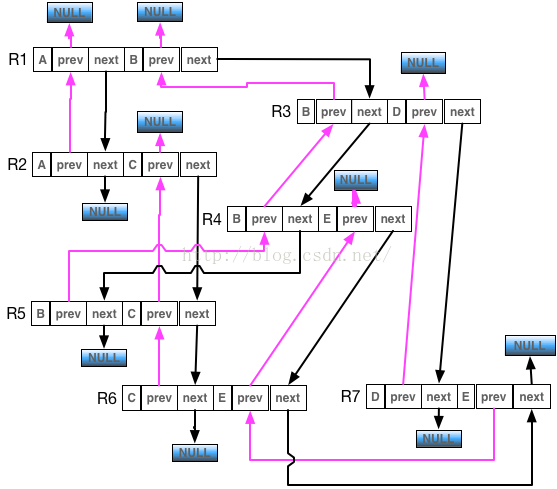 NULL NULL
R1 A prev next B prev next
NULL
R3 B prev next D prev next
NULL
R2 A prev next C prev next
NULL
NULL
R4 B prev next E prev next
http://blog.csdn.net/
R5 B prev next C prev next
NULL
NULL
R6 C prev next E prev next
R7 D prev next E prev next
NULL
NULL